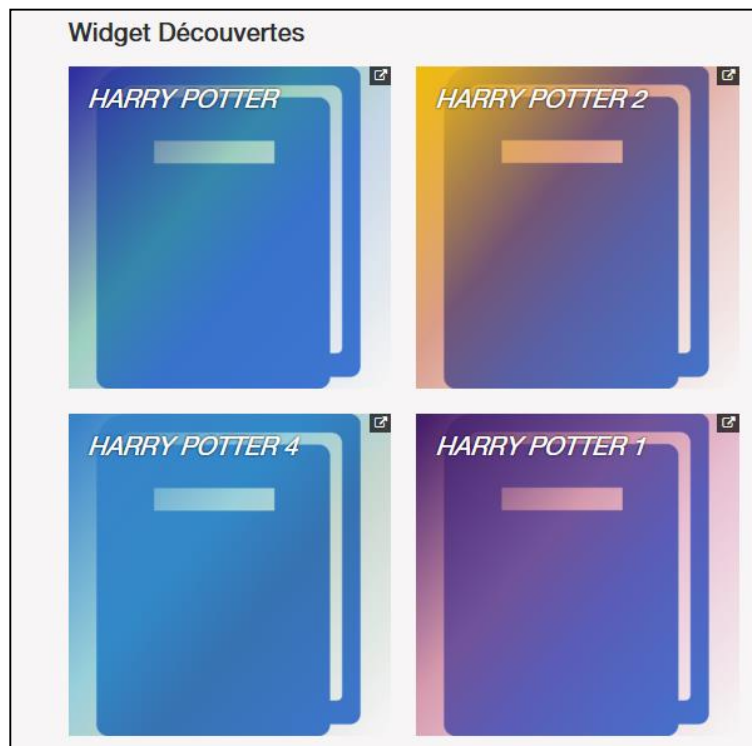 Widget Découvertes
HARRY POTTER
HARRY POTTER 2
HARRY POTTER 4
HARRY POTTER 1